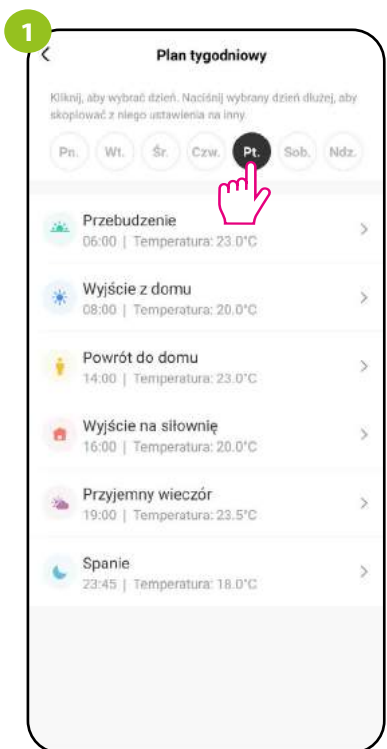 1
Plan tygodniowy
Kliknij, aby wybrać dzień. Naciśnij wybrany dzień dłużej, aby
skopiować z niego ustawienia na inny.
Pn. Wt. Śr. Czw. Pt. Sob. Ndz.
Przebudzenie
06:00 | Temperatura: 23.0°C
Wyjście z domu
08:00 | Temperatura: 20.0°C
Powrót do domu
14:00 | Temperatura: 23.0°C
Wyjście na siłownię
16:00 | Temperatura: 20.0°C
Przyjemny wieczór
19:00 | Temperatura: 23.5°C
Spanie
23:45 | Temperatura: 18.0°C